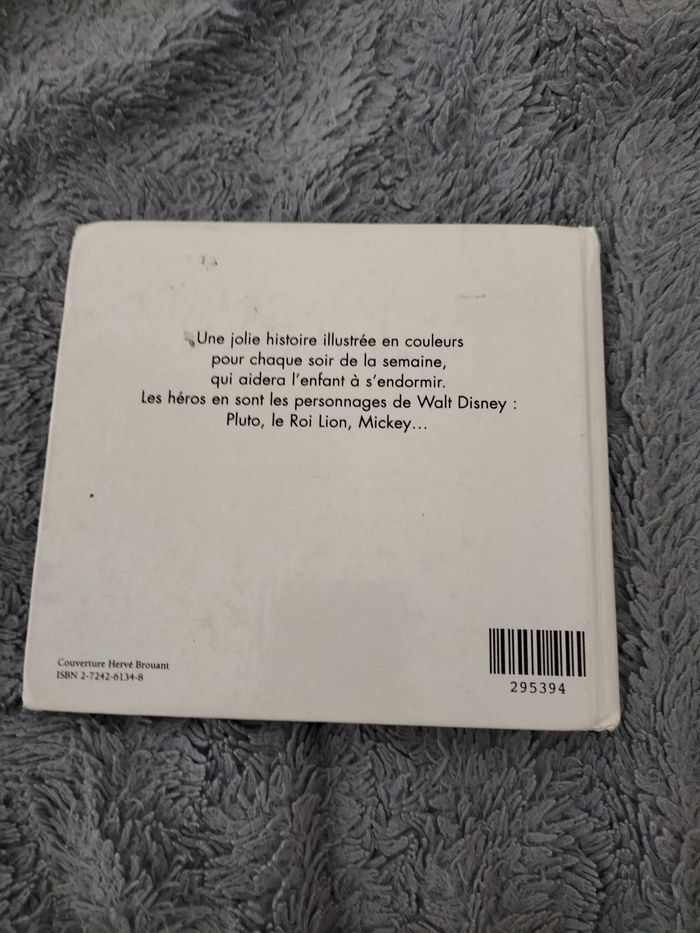 Une jolie histoire illustrée en couleurs
pour chaque soir de la semaine,
qui aidera l'enfant à s'endormir.
Les héros en sont les personnages de Walt Disney :
Pluto, le Roi Lion, Mickey...
Couverture Hervé Brouant
ISBN 2-7242-6134-8
295394